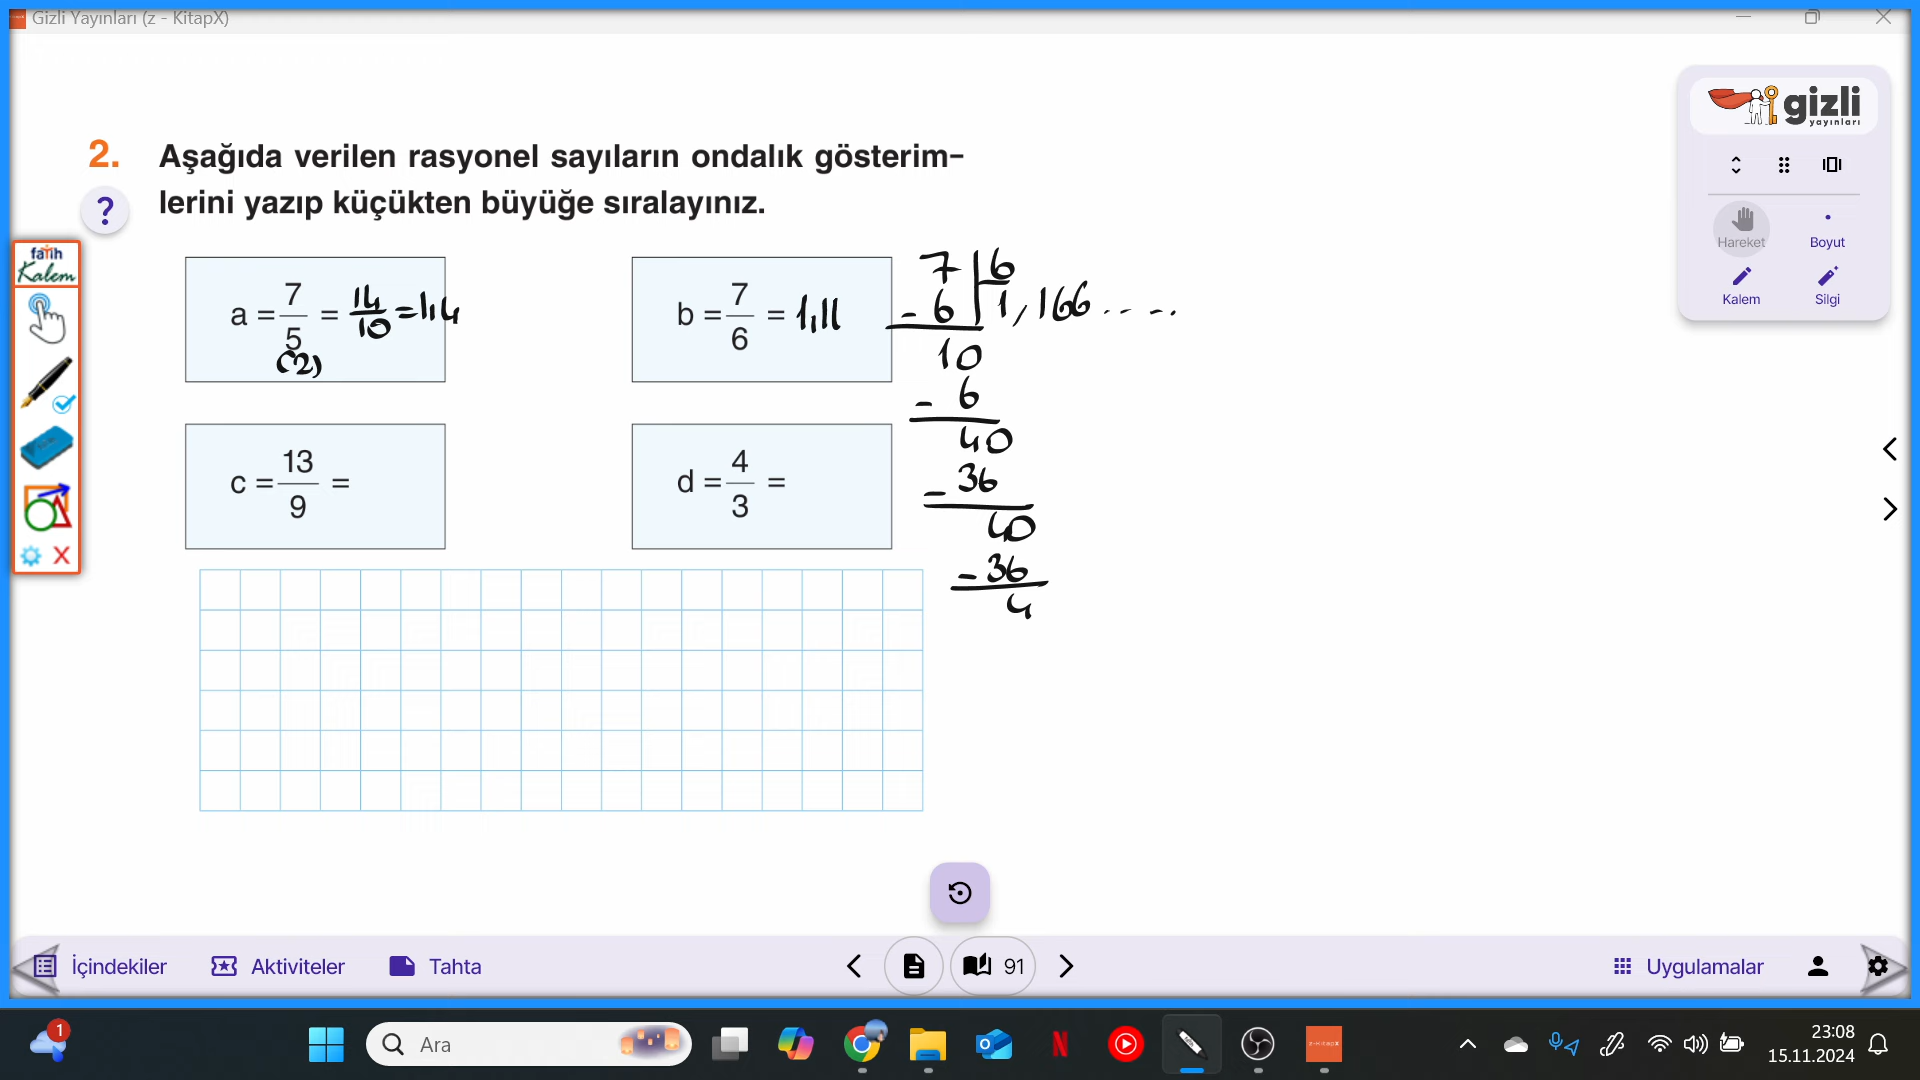 Gizli Yayınları (z - KitapX)
gizli
yayınları
Hareket
Boyut
Kalem
Silgi
2. Aşağıda verilen rasyonel sayıların ondalık gösterim-
lerini yazıp küçükten büyüğe sıralayınız.
?
fatih
Kalem
a = 7/5 = 14/10 = 1,4
(2)
b = 7/6 = 1,11
c = 13/9 =
d = 4/3 =
7 | 6
- 6 1,166.....
10
- 6
40
- 36
40
- 36
4
İçindekiler
Aktiviteler
Tahta
91
Uygulamalar
1
Ara
23:08
15.11.2024